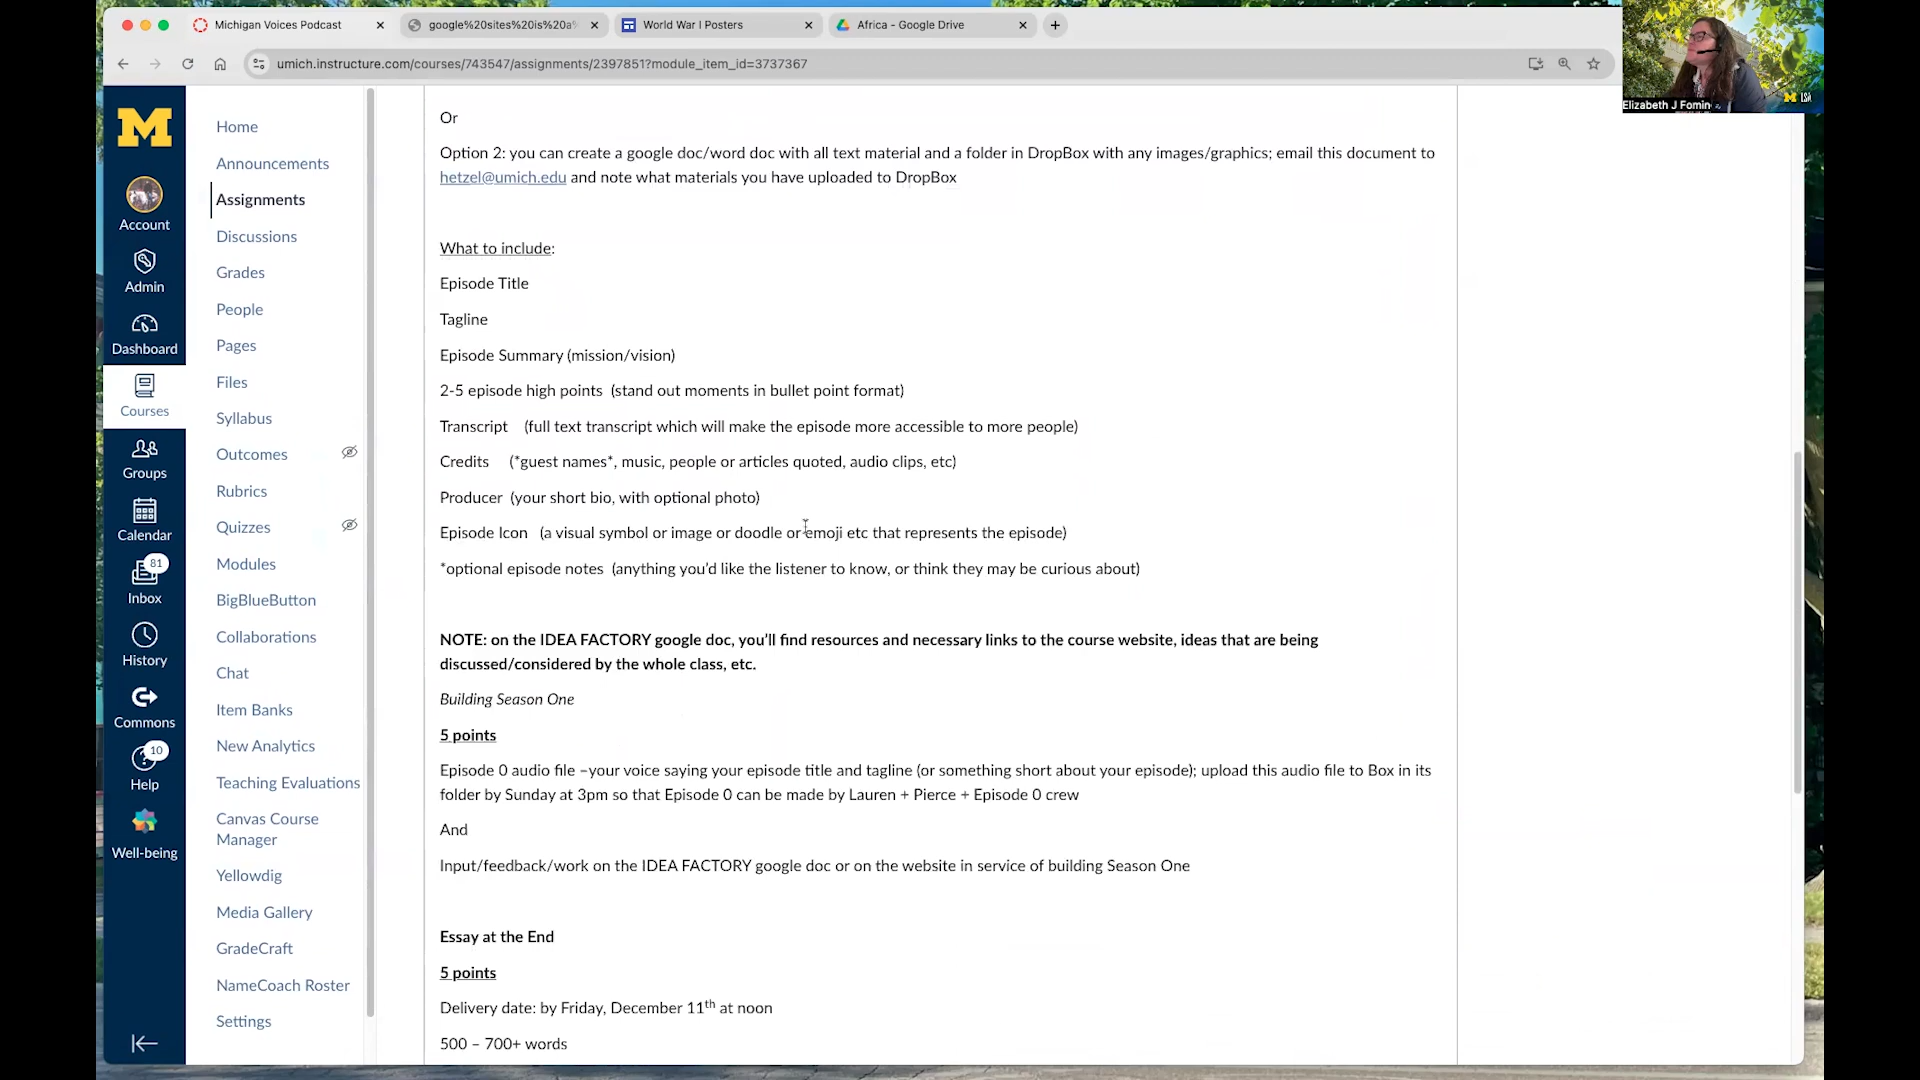 Michigan Voices Podcast
google%20sites%20is%20a%
World War I Posters
Africa - Google Drive
umich.instructure.com/courses/743547/assignments/2397851?module_item_id=3737367
Elizabeth J Fomin
LSA
Account
Admin
Dashboard
Courses
Groups
Calendar
81
Inbox
History
Commons
10
Help
Well-being
Home
Announcements
Assignments
Discussions
Grades
People
Pages
Files
Syllabus
Outcomes
Rubrics
Quizzes
Modules
BigBlueButton
Collaborations
Chat
Item Banks
New Analytics
Teaching Evaluations
Canvas Course
Manager
Yellowdig
Media Gallery
GradeCraft
NameCoach Roster
Settings
Or
Option 2: you can create a google doc/word doc with all text material and a folder in DropBox with any images/graphics; email this document to
hetzel@umich.edu and note what materials you have uploaded to DropBox
What to include:
Episode Title
Tagline
Episode Summary (mission/vision)
2-5 episode high points (stand out moments in bullet point format)
Transcript (full text transcript which will make the episode more accessible to more people)
Credits (*guest names*, music, people or articles quoted, audio clips, etc)
Producer (your short bio, with optional photo)
Episode Icon (a visual symbol or image or doodle or emoji etc that represents the episode)
*optional episode notes (anything you’d like the listener to know, or think they may be curious about)
NOTE: on the IDEA FACTORY google doc, you’ll find resources and necessary links to the course website, ideas that are being
discussed/considered by the whole class, etc.
Building Season One
5 points
Episode 0 audio file –your voice saying your episode title and tagline (or something short about your episode); upload this audio file to Box in its
folder by Sunday at 3pm so that Episode 0 can be made by Lauren + Pierce + Episode 0 crew
And
Input/feedback/work on the IDEA FACTORY google doc or on the website in service of building Season One
Essay at the End
5 points
Delivery date: by Friday, December 11th at noon
500 – 700+ words